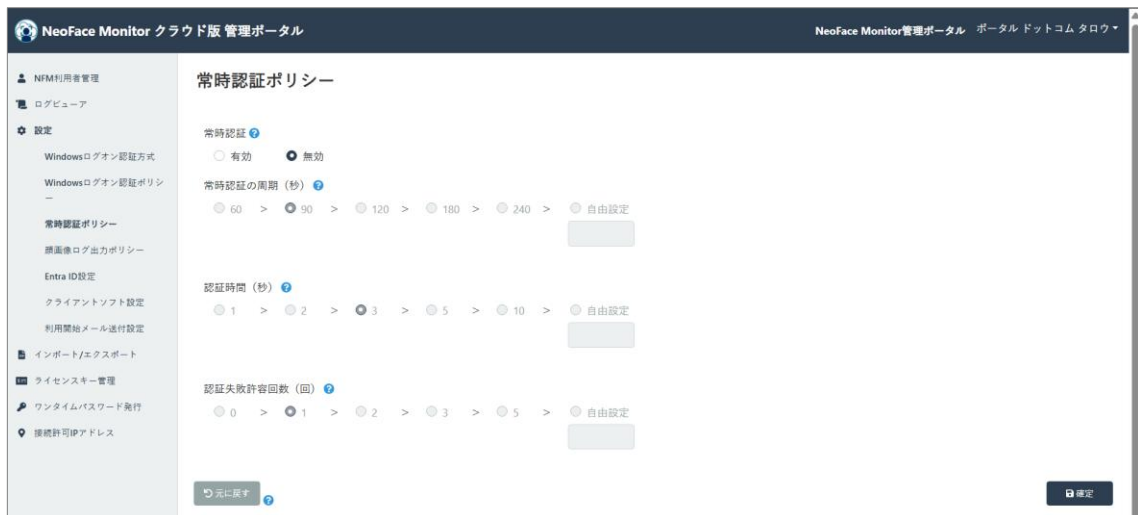 NeoFace Monitor クラウド版 管理ポータル
NeoFace Monitor管理ポータル ポータル ドットコム タロウ
NFM利用者管理
ログビューア
設定
Windowsログオン認証方式
Windowsログオン認証ポリシ
ー
常時認証ポリシー
顔画像ログ出力ポリシー
Entra ID設定
クライアントソフト設定
利用開始メール送付設定
インポート/エクスポート
ライセンスキー管理
ワンタイムパスワード発行
接続許可IPアドレス
常時認証ポリシー
常時認証 ?
有効 無効
常時認証の周期（秒） ?
60 > 90 > 120 > 180 > 240 > 自由設定
認証時間（秒） ?
1 > 2 > 3 > 5 > 10 > 自由設定
認証失敗許容回数（回） ?
0 > 1 > 2 > 3 > 5 > 自由設定
元に戻す ?
確定